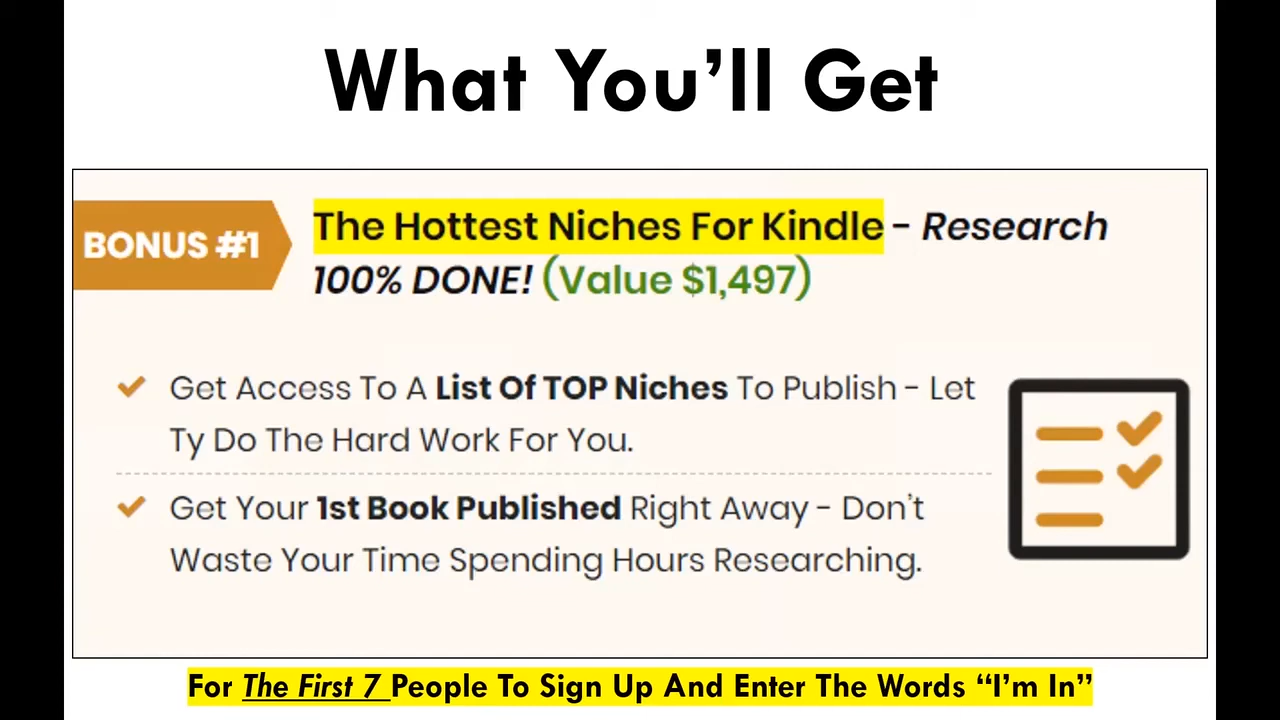 What You’ll Get
BONUS #1
The Hottest Niches For Kindle – Research
100% DONE! (Value $1,497)
Get Access To A List Of TOP Niches To Publish – Let
Ty Do The Hard Work For You.
Get Your 1st Book Published Right Away – Don't
Waste Your Time Spending Hours Researching.
For The First 7 People To Sign Up And Enter The Words “I’m In”